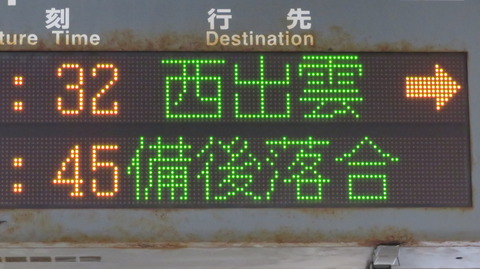 刻 行 先
ture Time Destination
: 32 西出雲 →
: 45 備後落合